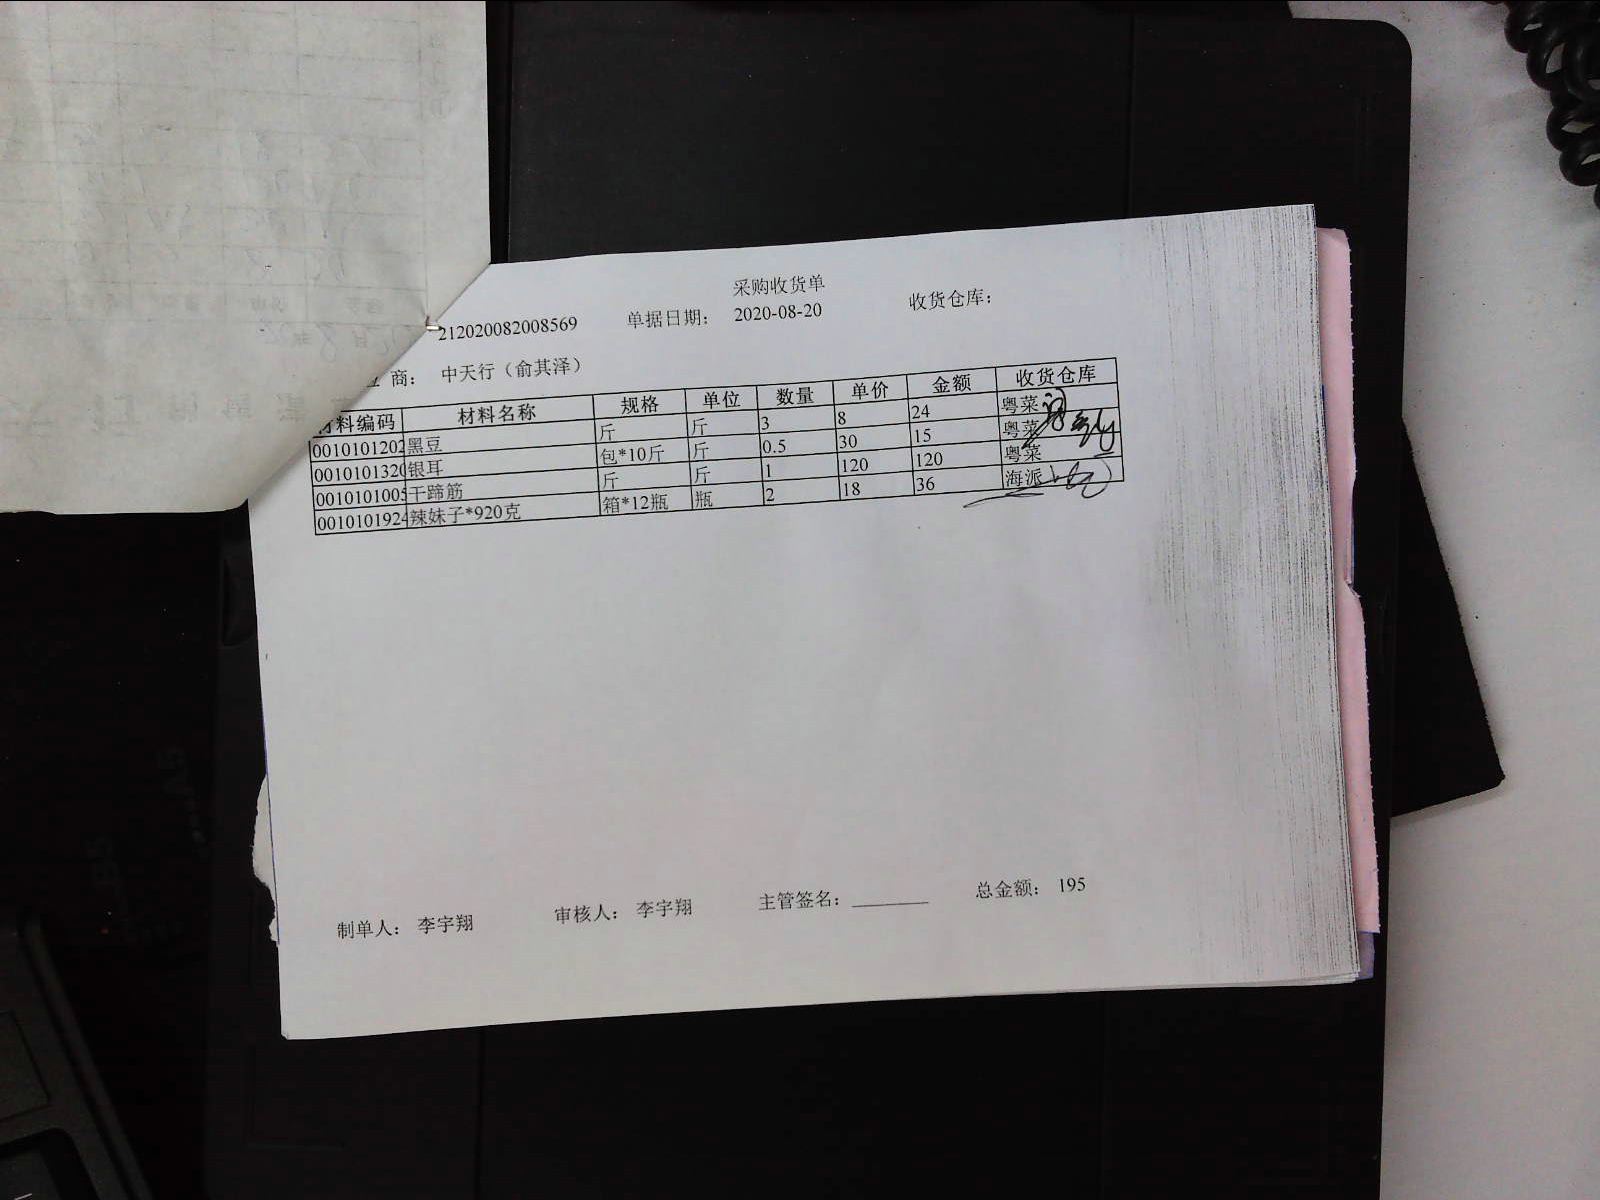 采购收货单
212020082008569 单据日期： 2020-08-20 收货仓库：
商： 中天行（俞其泽）
材料编码 材料名称 规格 单位 数量 单价 金额 收货仓库
0010101202 黑豆 斤 斤 3 8 24 粤菜
0010101320 银耳 包*10斤 斤 0.5 30 15 粤菜
0010101005 干蹄筋 斤 斤 1 120 120 粤菜
0010101924 辣妹子*920克 箱*12瓶 瓶 2 18 36 海派
制单人： 李宇翔 审核人： 李宇翔 主管签名： 总金额： 195